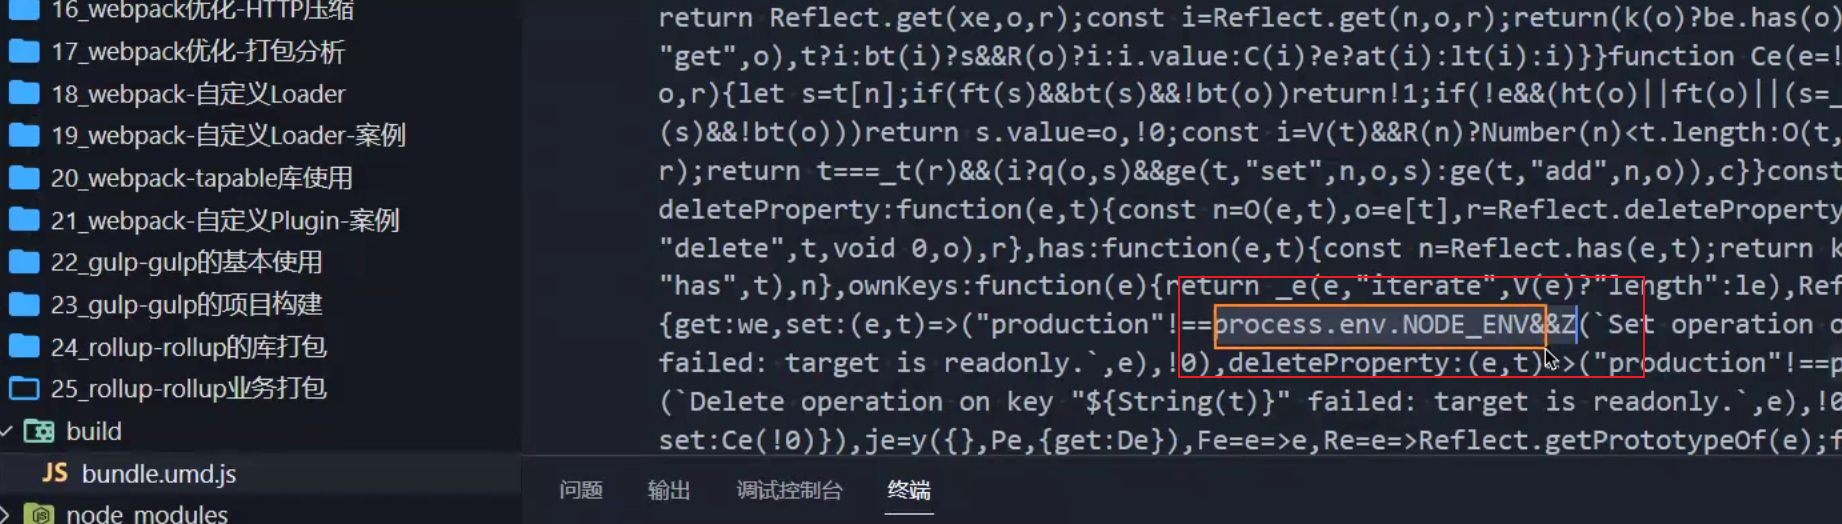 16_webpack优化-HTTP压缩
17_webpack优化-打包分析
18_webpack-自定义Loader
19_webpack-自定义Loader-案例
20_webpack-tapable库使用
21_webpack-自定义Plugin-案例
22_gulp-gulp的基本使用
23_gulp-gulp的项目构建
24_rollup-rollup的库打包
25_rollup-rollup业务打包
build
JS bundle.umd.js
node_modules
return Reflect.get(xe,o,r);const i=Reflect.get(n,o,r);return(k(o)?be.has(o)
"get",o),t?i:bt(i)?s&&R(o)?i:i.value:C(i)?e?at(i):lt(i):i)}}function Ce(e=!
o,r){let s=t[n];if(ft(s)&&bt(s)&&!bt(o))return!1;if(!e&&(ht(o)||ft(o)||(s=_
(s)&&!bt(o)))return s.value=o,!0;const i=V(t)&&R(n)?Number(n)<t.length:O(t,
r);return t===_t(r)&&(i?q(o,s)&&ge(t,"set",n,o,s):ge(t,"add",n,o)),c}}const
deleteProperty:function(e,t){const n=O(e,t),o=e[t],r=Reflect.deleteProperty
"delete",t,void 0,o),r},has:function(e,t){const n=Reflect.has(e,t);return k
"has",t),n},ownKeys:function(e){return _e(e,"iterate",V(e)?"length":le),Ref
{get:we,set:(e,t)=>("production"!==process.env.NODE_ENV&&Z(`Set operation o
failed: target is readonly.`,e),!0),deleteProperty:(e,t)=>("production"!==p
(`Delete operation on key "${String(t)}" failed: target is readonly.`,e),!0
set:Ce(!0)}),je=y({},Pe,{get:De}),Fe=e=>e,Re=e=>Reflect.getPrototypeOf(e);f
问题 输出 调试控制台 终端